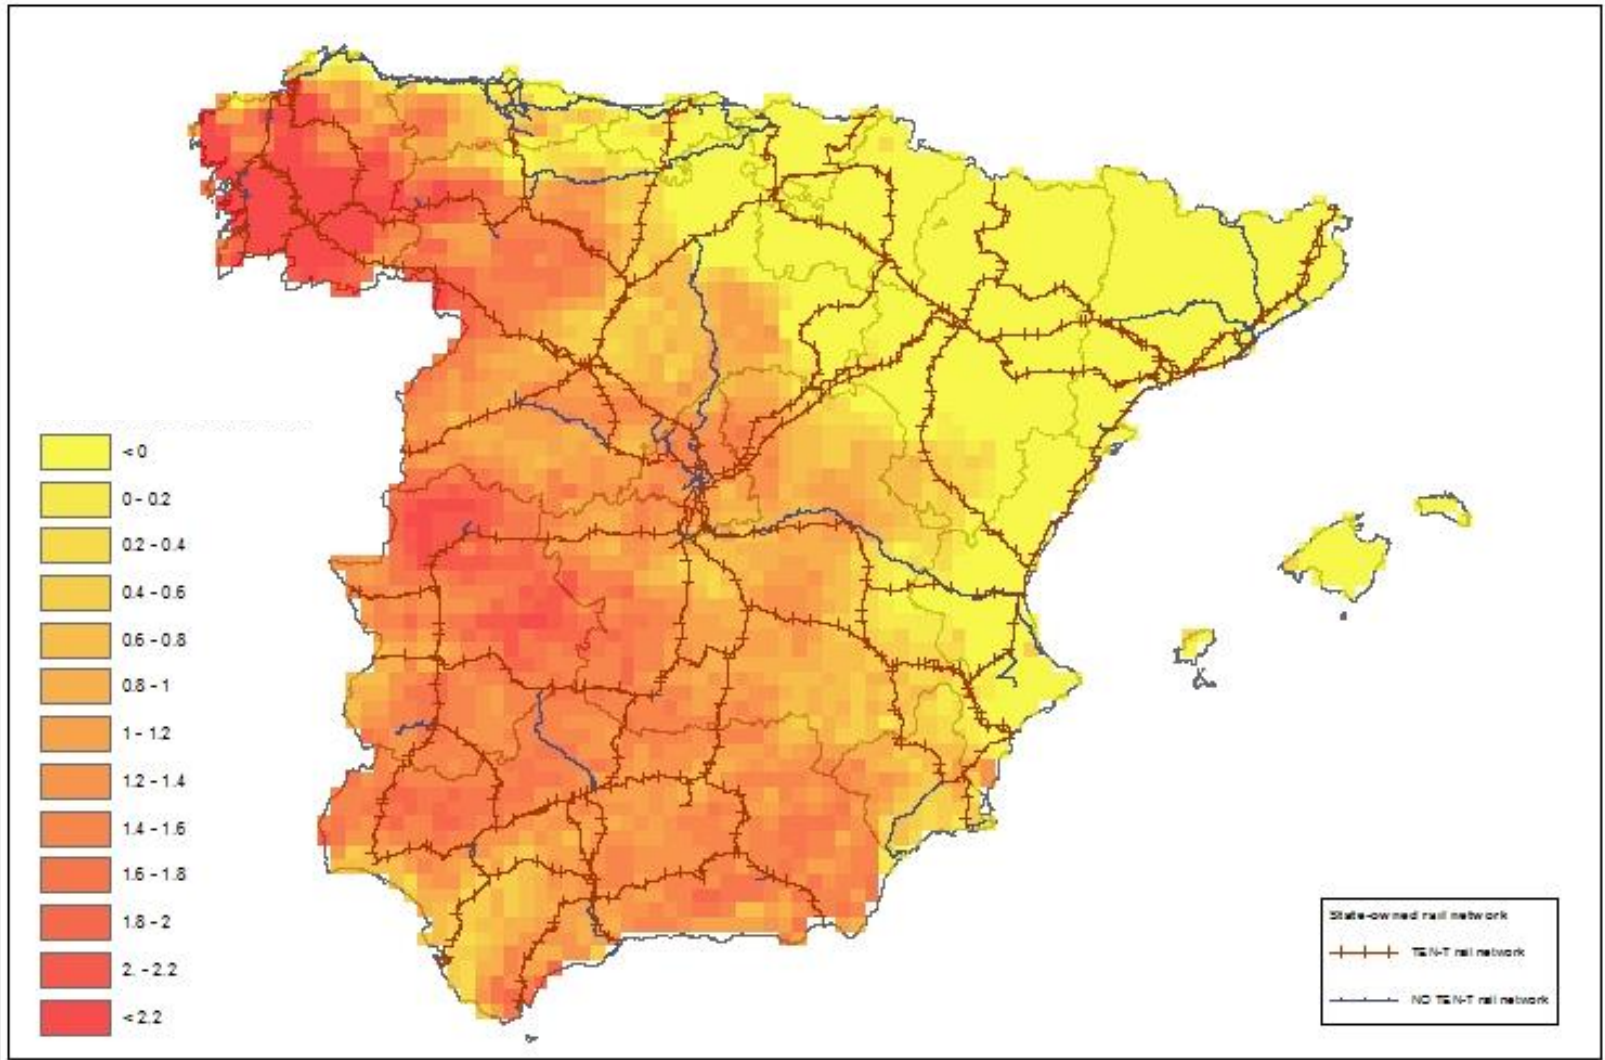 < 0
0 - 0.2
0.2 - 0.4
0.4 - 0.6
0.6 - 0.8
0.8 - 1
1 - 1.2
1.2 - 1.4
1.4 - 1.6
1.6 - 1.8
1.8 - 2
2. - 2.2
< 2.2
State-owned rail network
TEN-T rail network
NO TEN-T rail network